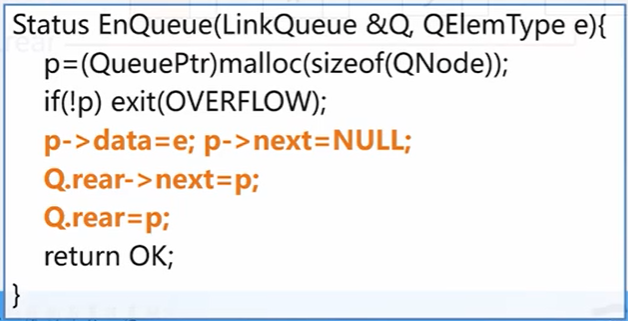 Status EnQueue(LinkQueue &Q, QElemType e){
p=(QueuePtr)malloc(sizeof(QNode));
if(!p) exit(OVERFLOW);
p->data=e; p->next=NULL;
Q.rear->next=p;
Q.rear=p;
return OK;
}